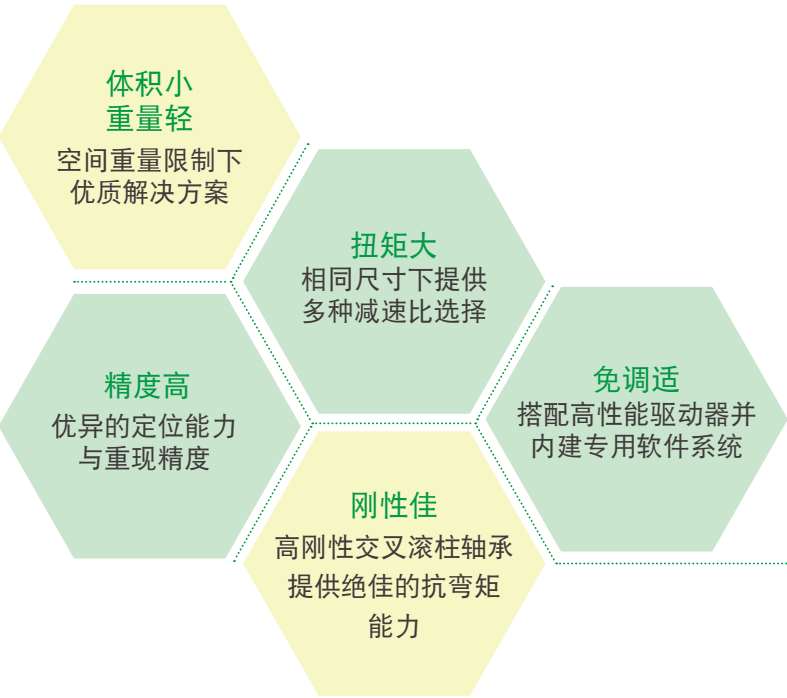 体积小
重量轻
空间重量限制下
优质解决方案
扭矩大
相同尺寸下提供
多种减速比选择
精度高
优异的定位能力
与重现精度
免调适
搭配高性能驱动器并
内建专用软件系统
刚性佳
高刚性交叉滚柱轴承
提供绝佳的抗弯矩
能力